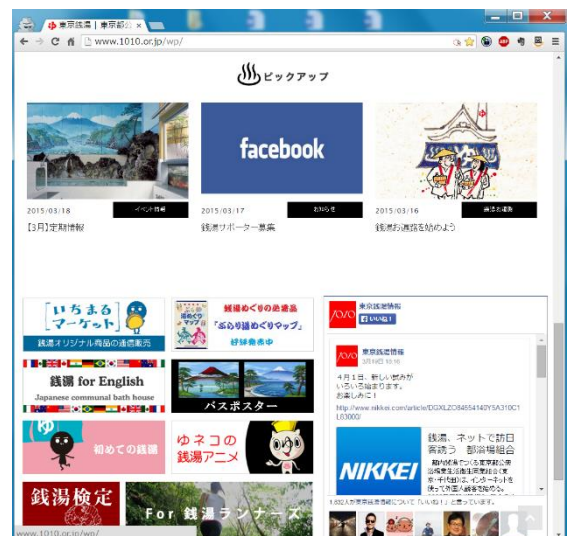 東京銭湯 | 東京都
www.1010.or.jp/wp/
ピックアップ
facebook
2015/03/18
イベント情報
2015/03/17
お知らせ
2015/03/16
【3月】定期情報
銭湯サポーター募集
銭湯お遍路を始めよう
いちまる
マーケット
銭湯オリジナル商品の通信販売
銭湯めぐりの必需品
「ぶらり湯めぐりマップ」
好評発売中
銭湯 for English
Japanese communal bath house
バスポスター
ゆ
初めての銭湯
ゆネコの
銭湯アニメ
銭湯検定
For 銭湯ランナーズ
東京銭湯情報
いいね!
東京銭湯情報
4月1日、新しい試みが
いろいろ始まります。
お楽しみに!
http://www.nikkei.com/article/DGXLZO84654140Y5A310C1
L83000/
NIKKEI
銭湯、ネットで訪日
客誘う 都浴場組合
www.1010.or.jp/wp/